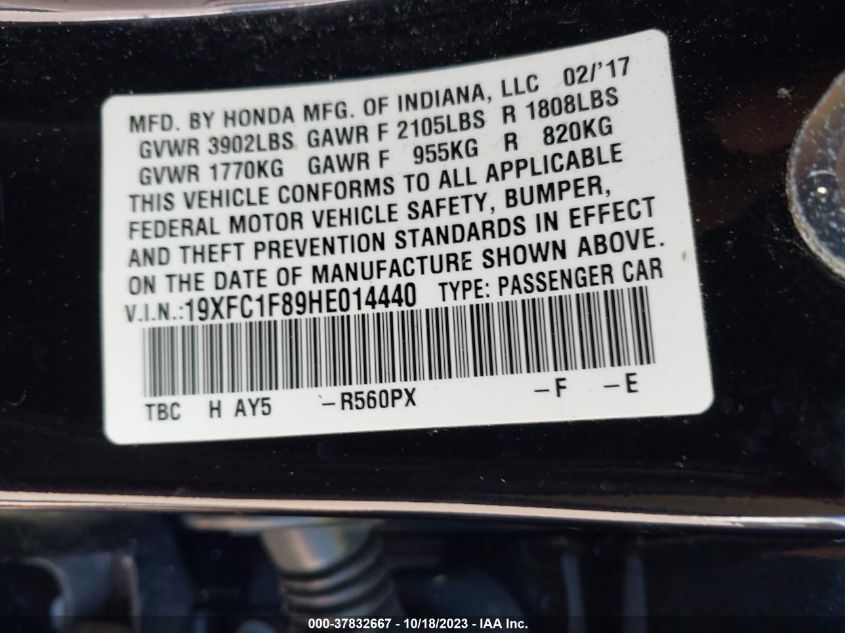 MFD. BY HONDA MFG. OF INDIANA, LLC 02/'17
GVWR 3902LBS GAWR F 2105LBS R 1808LBS
GVWR 1770KG GAWR F 955KG R 820KG
THIS VEHICLE CONFORMS TO ALL APPLICABLE
FEDERAL MOTOR VEHICLE SAFETY, BUMPER,
AND THEFT PREVENTION STANDARDS IN EFFECT
ON THE DATE OF MANUFACTURE SHOWN ABOVE.
V.I.N.:19XFC1F89HE014440 TYPE: PASSENGER CAR
TBC H AY5 -R560PX -F -E
000-37832667 - 10/18/2023 - IAA Inc.